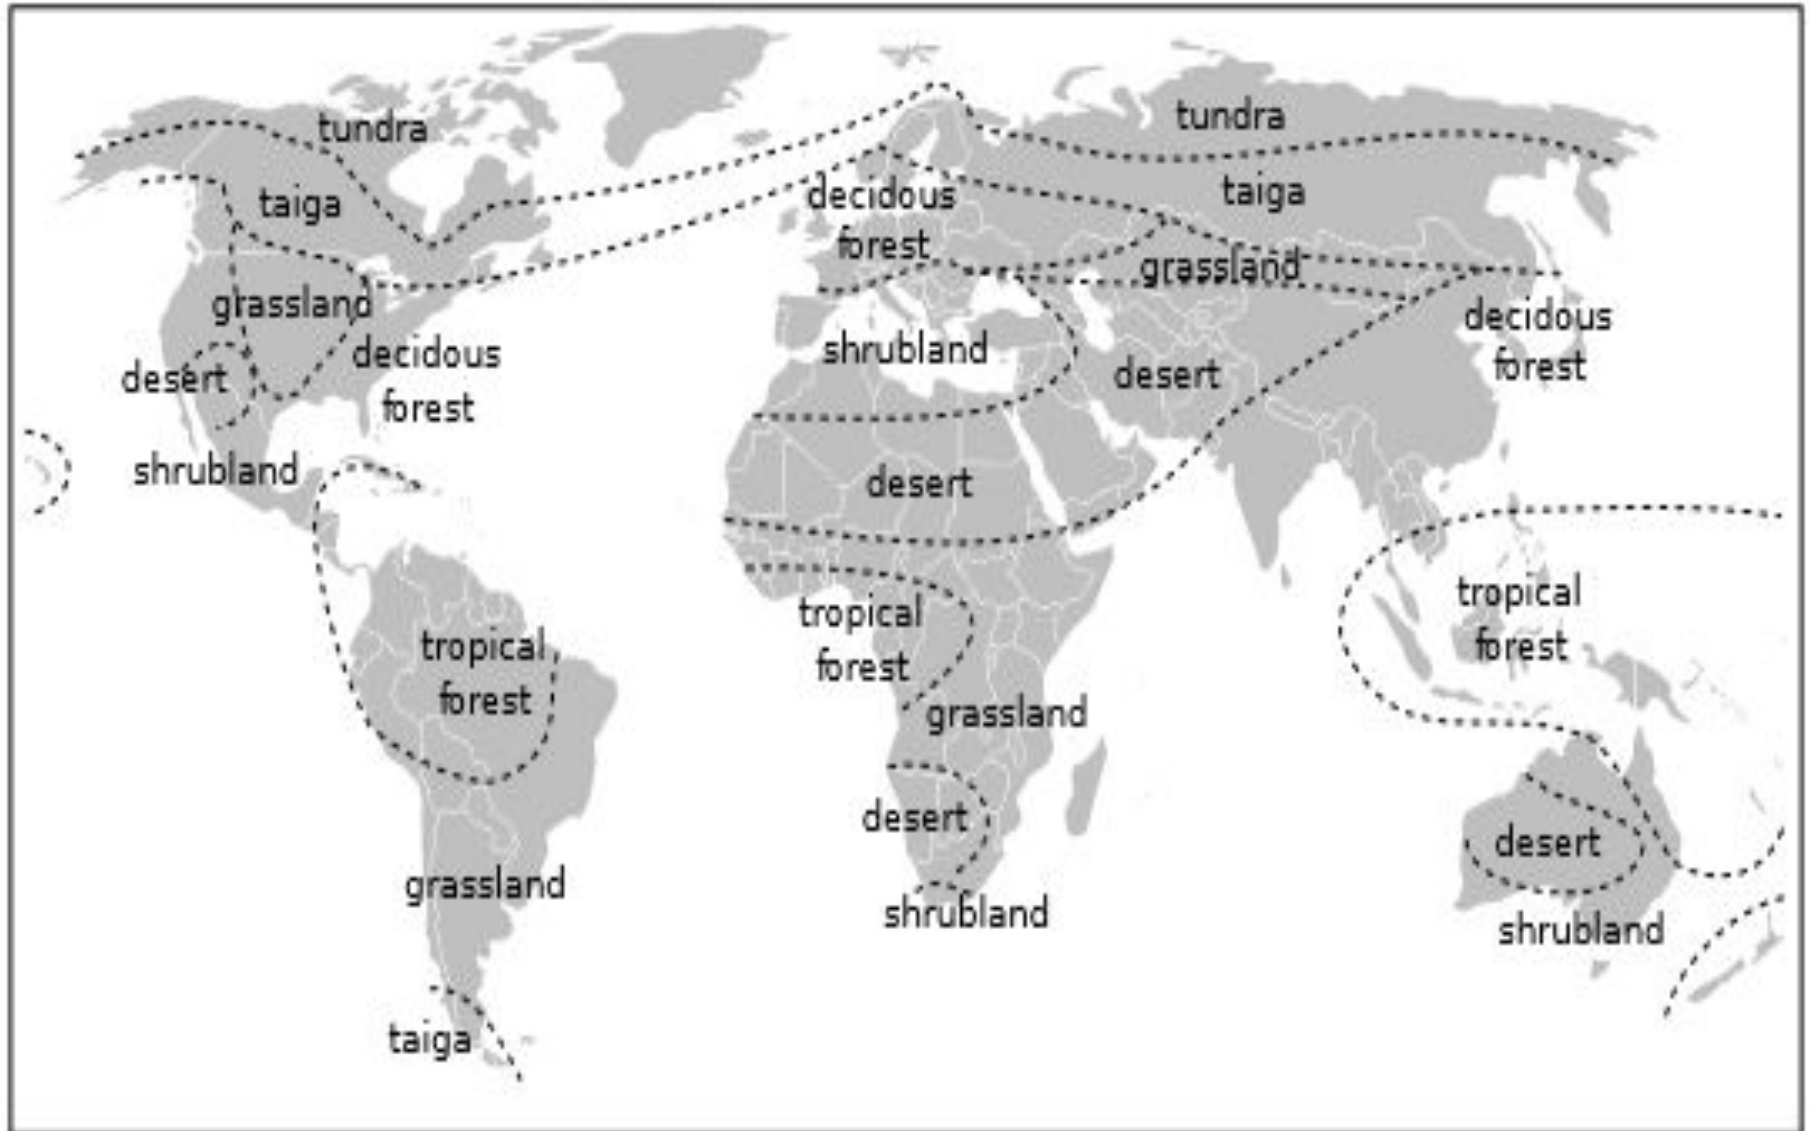 tundra
tundra
taiga
decidous
forest
taiga
grassland
grassland
decidous
forest
desert
decidous
forest
shrubland
desert
shrubland
desert
tropical
forest
tropical
forest
tropical
forest
grassland
desert
desert
grassland
shrubland
shrubland
taiga